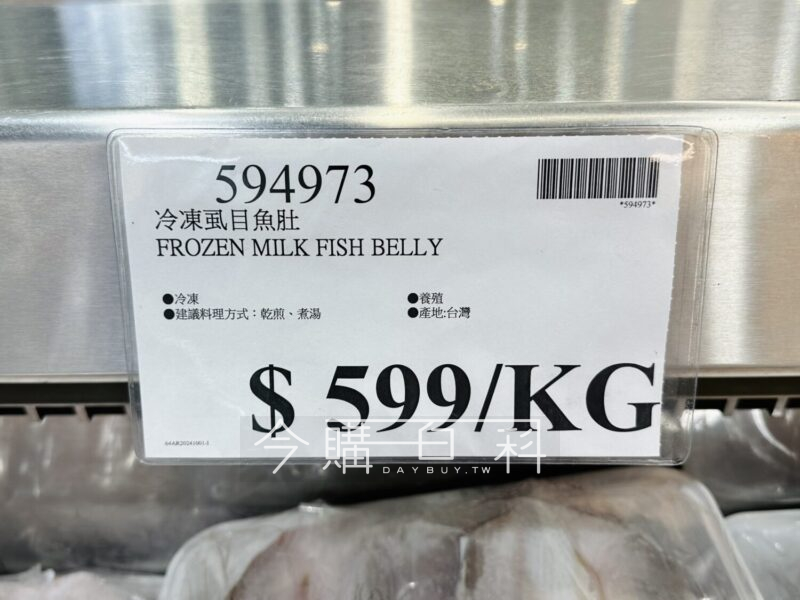 594973
*594973*
冷凍虱目魚肚
FROZEN MILK FISH BELLY
●冷凍
●養殖
●建議料理方式：乾煎、煮湯
●產地:台灣
$ 599/KG
今購百科
DAYBUY.TW